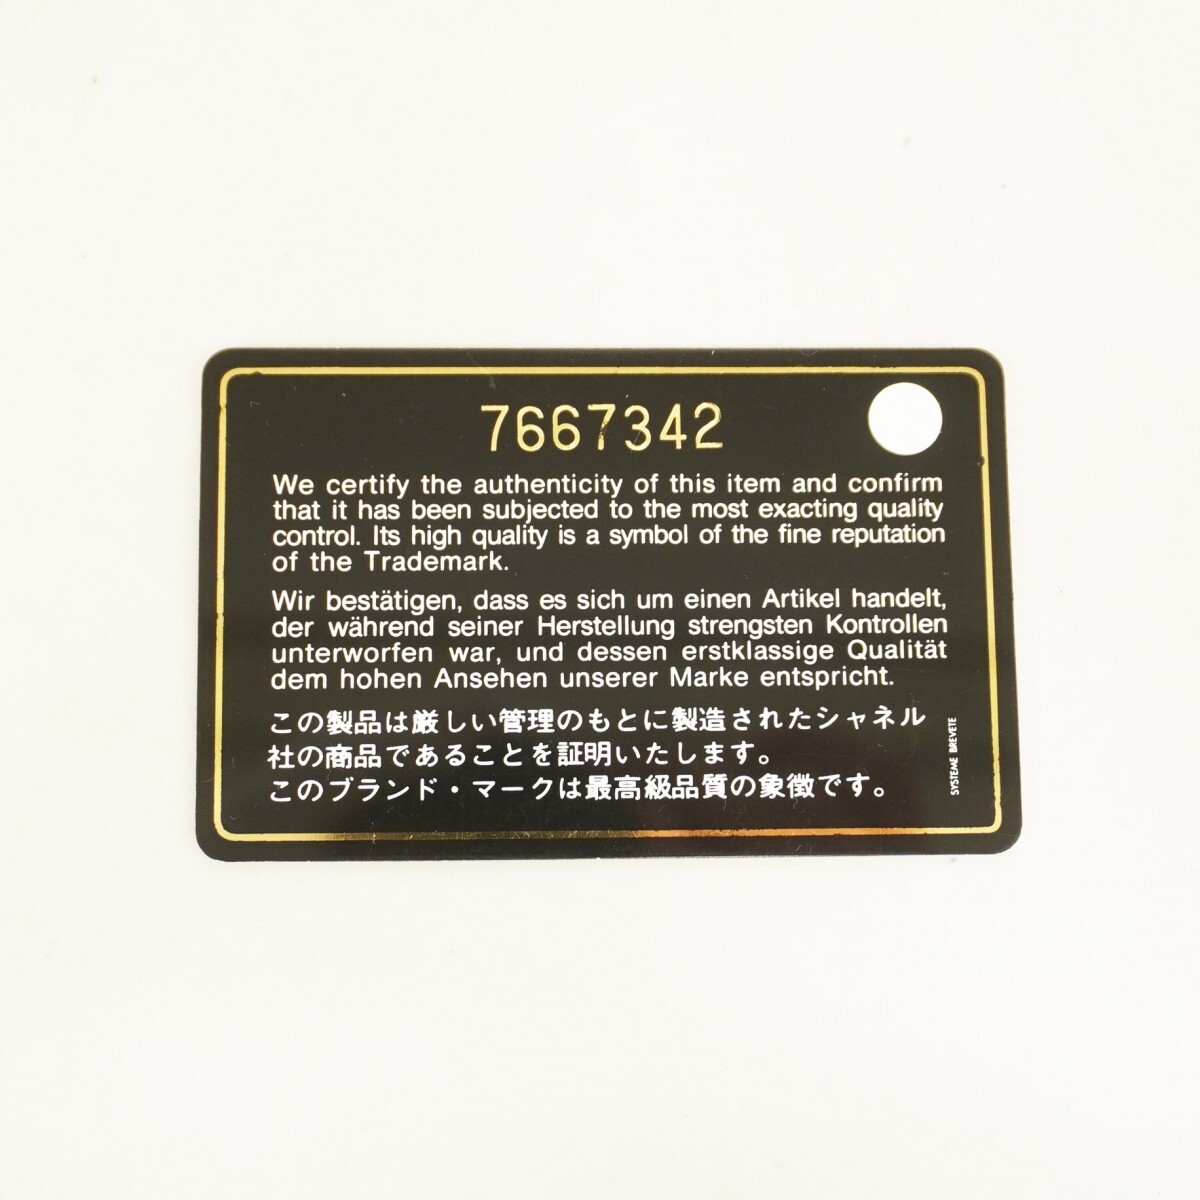 7667342
We certify the authenticity of this item and confirm
that it has been subjected to the most exacting quality
control. Its high quality is a symbol of the fine reputation
of the Trademark.
Wir bestätigen, dass es sich um einen Artikel handelt,
der während seiner Herstellung strengsten Kontrollen
unterworfen war, und dessen erstklassige Qualität
dem hohen Ansehen unserer Marke entspricht.
この製品は厳しい管理のもとに製造されたシャネル
社の商品であることを証明いたします。
このブランド・マークは最高級品質の象徴です。
SYSTEME BREVETE